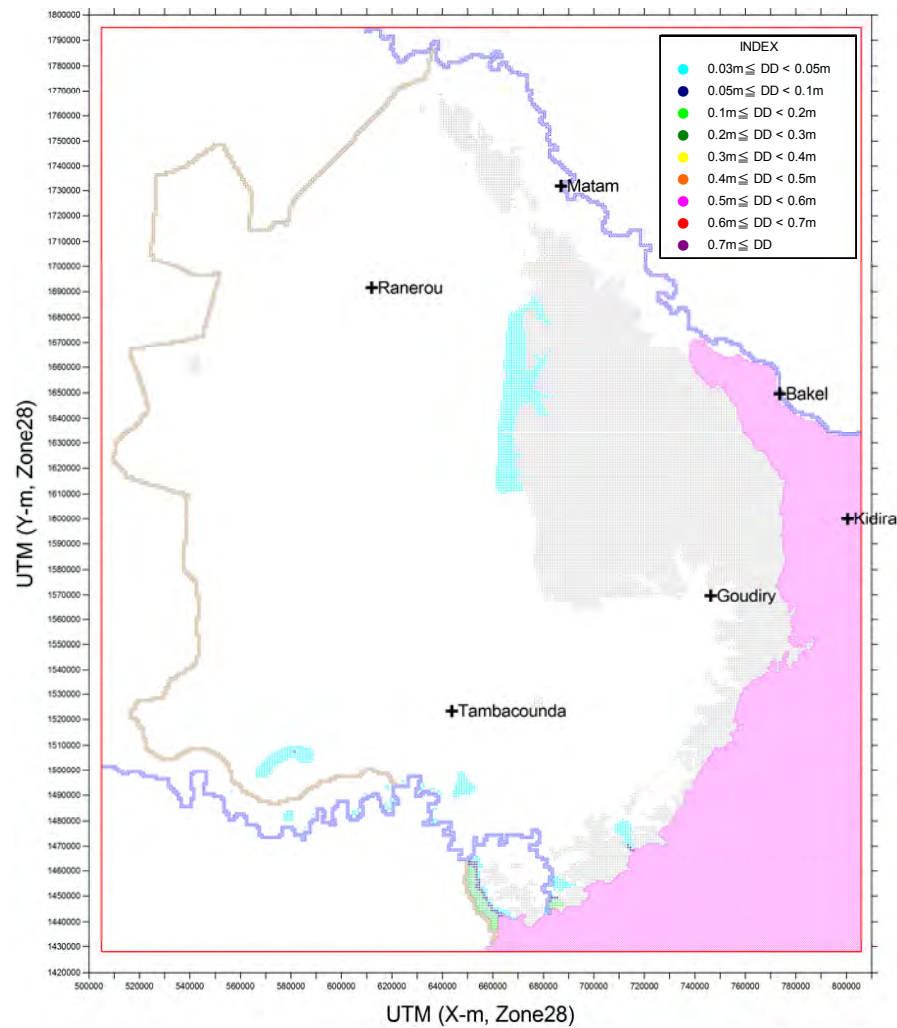 INDEX
0.03m≦ DD < 0.05m
0.05m≦ DD < 0.1m
0.1m≦ DD < 0.2m
0.2m≦ DD < 0.3m
0.3m≦ DD < 0.4m
0.4m≦ DD < 0.5m
0.5m≦ DD < 0.6m
0.6m≦ DD < 0.7m
0.7m≦ DD
Matam
Ranerou
Bakel
Kidira
Goudiry
Tambacounda
UTM (Y-m, Zone28)
1800000
1790000
1780000
1770000
1760000
1750000
1740000
1730000
1720000
1710000
1700000
1690000
1680000
1670000
1660000
1650000
1640000
1630000
1620000
1610000
1600000
1590000
1580000
1570000
1560000
1550000
1540000
1530000
1520000
1510000
1500000
1490000
1480000
1470000
1460000
1450000
1440000
1430000
1420000
500000 520000 540000 560000 580000 600000 620000 640000 660000 680000 700000 720000 740000 760000 780000 800000
UTM (X-m, Zone28)